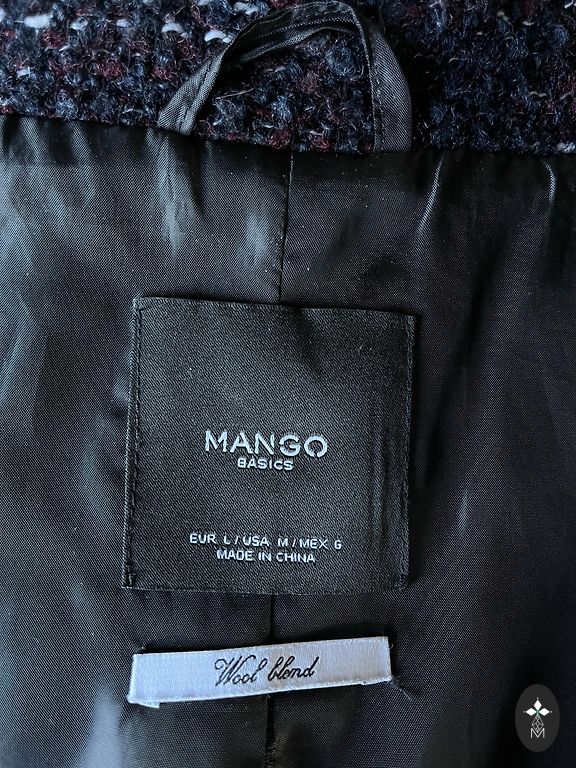 MANGO
BASICS
EUR L / USA M / MEX G
MADE IN CHINA
Wool blend
M